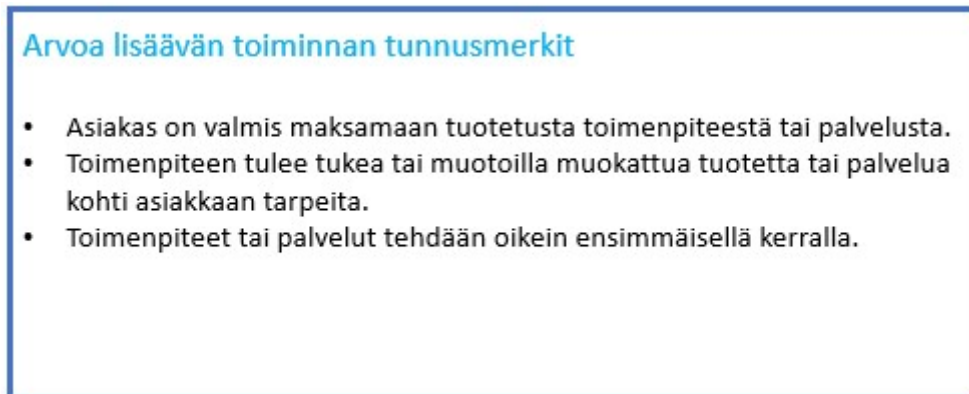 Arvoa lisäävän toiminnan tunnusmerkit
• Asiakas on valmis maksamaan tuotetusta toimenpiteestä tai palvelusta.
• Toimenpiteen tulee tukea tai muotoilla muokattua tuotetta tai palvelua
kohti asiakkaan tarpeita.
• Toimenpiteet tai palvelut tehdään oikein ensimmäisellä kerralla.